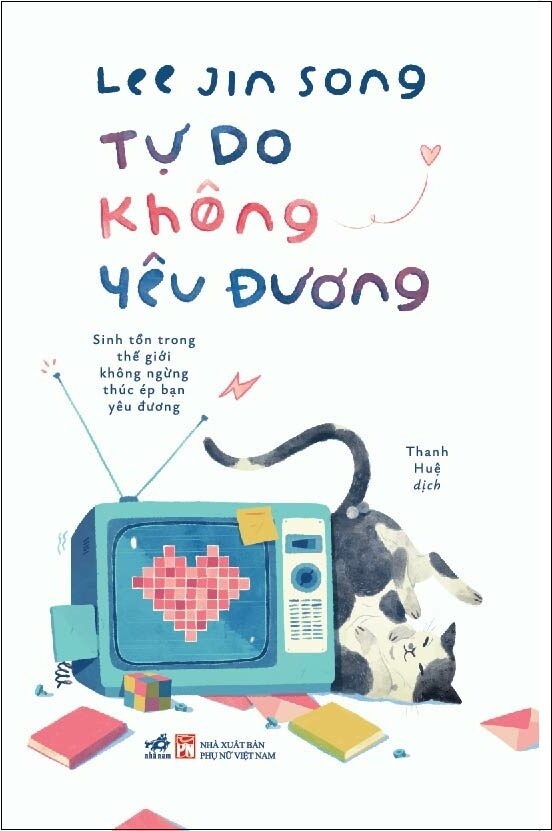 Lee Jin Song
TỰ DO
Không
Yêu Đương
Sinh tồn trong
thế giới
không ngừng
thúc ép bạn
yêu đương
Thanh
Huệ
dịch
nhã nam
PN
NHÀ XUẤT BẢN
PHỤ NỮ VIỆT NAM